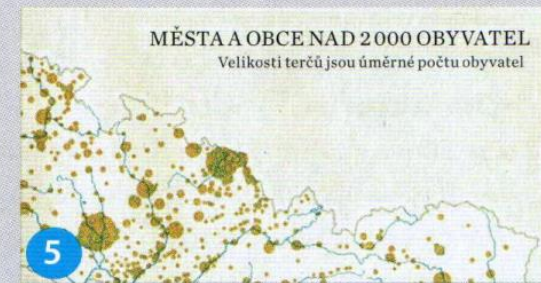 MĚSTA A OBCE NAD 2 000 OBYVATEL
Velikosti terčů jsou úměrné počtu obyvatel
5